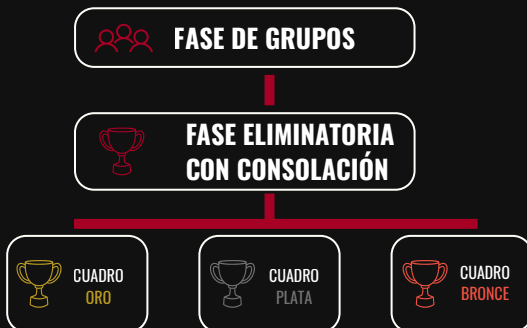 FASE DE GRUPOS
FASE ELIMINATORIA
CON CONSOLACIÓN
CUADRO
ORO
CUADRO
PLATA
CUADRO
BRONCE